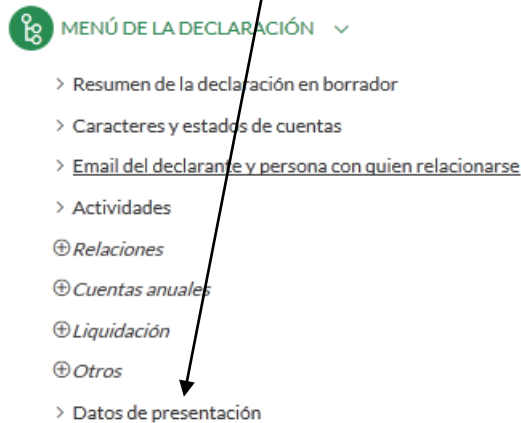 MENÚ DE LA DECLARACIÓN
> Resumen de la declaración en borrador
> Caracteres y estados de cuentas
> Email del declarante y persona con quien relacionarse
> Actividades
⊕ Relaciones
⊕ Cuentas anuales
⊕ Liquidación
⊕ Otros
> Datos de presentación